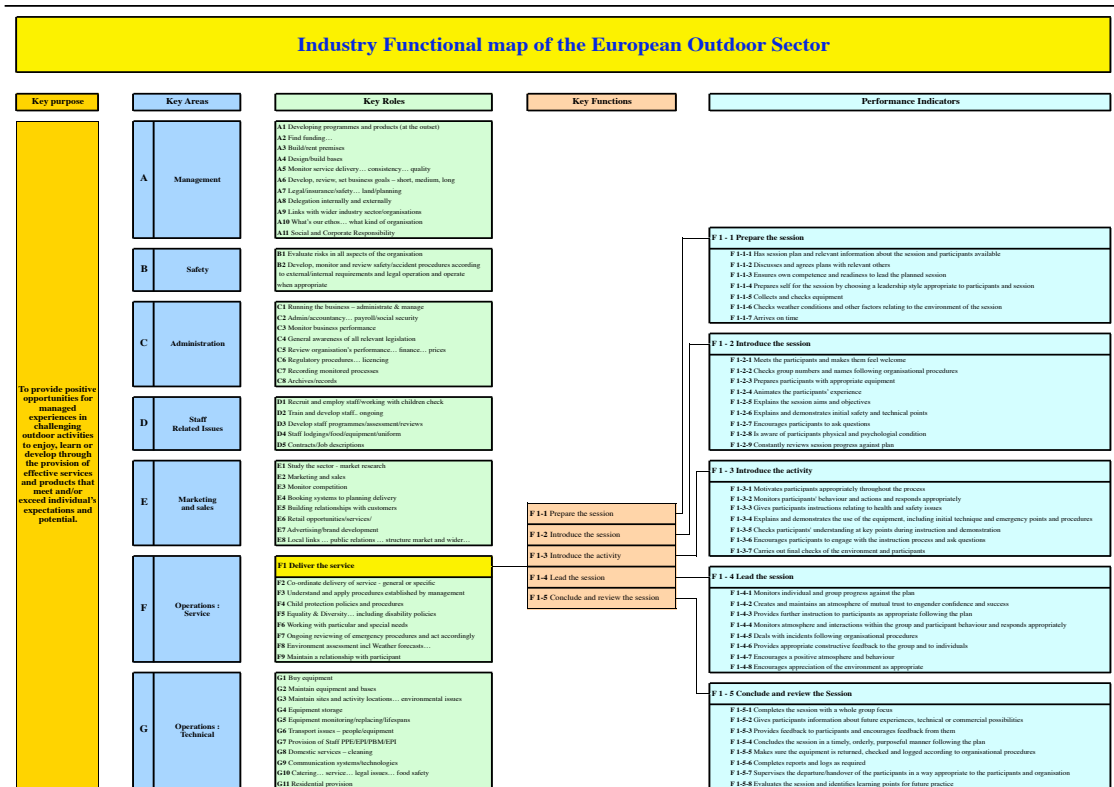 Industry Functional map of the European Outdoor Sector
Key purpose
Key Areas
Key Roles
Key Functions
Performance Indicators
To provide positive
opportunities for
managed
experiences in
challenging
outdoor activities
to enjoy, learn or
develop through
the provision of
effective services
and products that
meet and/or
exceed individual's
expectations and
potential.
A
Management
A1 Developing programmes and products (at the outset)
A2 Find funding…
A3 Build/rent premises
A4 Design/build bases
A5 Monitor service delivery… consistency… quality
A6 Develop, review, set business goals – short, medium, long
A7 Legal/insurance/safety… land/planning
A8 Delegation internally and externally
A9 Links with wider industry sector/organisations
A10 What's our ethos… what kind of organisation
A11 Social and Corporate Responsibility
B
Safety
B1 Evaluate risks in all aspects of the organisation
B2 Develop, monitor and review safety/accident procedures according
to external/internal requirements and legal operation and operate
when appropriate
C
Administration
C1 Running the business – administrate & manage
C2 Admin/accountancy… payroll/social security
C3 Monitor business performance
C4 General awareness of all relevant legislation
C5 Review organisation's performance… finance… prices
C6 Regulatory procedures… licencing
C7 Recording monitored processes
C8 Archives/records
D
Staff
Related Issues
D1 Recruit and employ staff/working with children check
D2 Train and develop staff.. ongoing
D3 Develop staff programmes/assessment/reviews
D4 Staff lodgings/food/equipment/uniform
D5 Contracts/Job descriptions
E
Marketing
and sales
E1 Study the sector - market research
E2 Marketing and sales
E3 Monitor competition
E4 Booking systems to planning delivery
E5 Building relationships with customers
E6 Retail opportunities/services/
E7 Advertising/brand development
E8 Local links … public relations … structure market and wider…
F
Operations :
Service
F1 Deliver the service
F2 Co-ordinate delivery of service - general or specific
F3 Understand and apply procedures established by management
F4 Child protection policies and procedures
F5 Equality & Diversity… including disability policies
F6 Working with particular and special needs
F7 Ongoing reviewing of emergency procedures and act accordingly
F8 Environment assessment incl Weather forecasts…
F9 Maintain a relationship with participant
G
Operations :
Technical
G1 Buy equipment
G2 Maintain equipment and bases
G3 Maintain sites and activity locations… environmental issues
G4 Equipment storage
G5 Equipment monitoring/replacing/lifespans
G6 Transport issues – people/equipment
G7 Provision of Staff PPE/EPI/PBM/EPI
G8 Domestic services – cleaning
G9 Communication systems/technologies
G10 Catering… service… legal issues… food safety
G11 Residential provision
F 1-1 Prepare the session
F 1-2 Introduce the session
F 1-3 Introduce the activity
F 1-4 Lead the session
F 1-5 Conclude and review the session
F 1 - 1 Prepare the session
F 1-1-1 Has session plan and relevant information about the session and participants available
F 1-1-2 Discusses and agrees plans with relevant others
F 1-1-3 Ensures own competence and readiness to lead the planned session
F 1-1-4 Prepares self for the session by choosing a leadership style appropriate to participants and session
F 1-1-5 Collects and checks equipment
F 1-1-6 Checks weather conditions and other factors relating to the environment of the session
F 1-1-7 Arrives on time
F 1 - 2 Introduce the session
F 1-2-1 Meets the participants and makes them feel welcome
F 1-2-2 Checks group numbers and names following organisational procedures
F 1-2-3 Prepares participants with appropriate equipment
F 1-2-4 Animates the participants' experience
F 1-2-5 Explains the session aims and objectives
F 1-2-6 Explains and demonstrates initial safety and technical points
F 1-2-7 Encourages participants to ask questions
F 1-2-8 Is aware of participants physical and psychological condition
F 1-2-9 Constantly reviews session progress against plan
F 1 - 3 Introduce the activity
F 1-3-1 Motivates participants appropriately throughout the process
F 1-3-2 Monitors participants' behaviour and actions and responds appropriately
F 1-3-3 Gives participants instructions relating to health and safety issues
F 1-3-4 Explains and demonstrates the use of the equipment, including initial technique and emergency points and procedures
F 1-3-5 Checks participants' understanding at key points during instruction and demonstration
F 1-3-6 Encourages participants to engage with the instruction process and ask questions
F 1-3-7 Carries out final checks of the environment and participants
F 1 - 4 Lead the session
F 1-4-1 Monitors individual and group progress against the plan
F 1-4-2 Creates and maintains an atmosphere of mutual trust to engender confidence and success
F 1-4-3 Provides further instruction to participants as appropriate following the plan
F 1-4-4 Monitors atmosphere and interactions within the group and participant behaviour and responds appropriately
F 1-4-5 Deals with incidents following organisational procedures
F 1-4-6 Provides appropriate constructive feedback to the group and to individuals
F 1-4-7 Encourages a positive atmosphere and behaviour
F 1-4-8 Encourages appreciation of the environment as appropriate
F 1 - 5 Conclude and review the Session
F 1-5-1 Completes the session with a whole group focus
F 1-5-2 Gives participants information about future experiences, technical or commercial possibilities
F 1-5-3 Provides feedback to participants and encourages feedback from them
F 1-5-4 Concludes the session in a timely, orderly, purposeful manner following the plan
F 1-5-5 Makes sure the equipment is returned, checked and logged according to organisational procedures
F 1-5-6 Completes reports and logs as required
F 1-5-7 Supervises the departure/handover of the participants in a way appropriate to the participants and organisation
F 1-5-8 Evaluates the session and identifies learning points for future practice